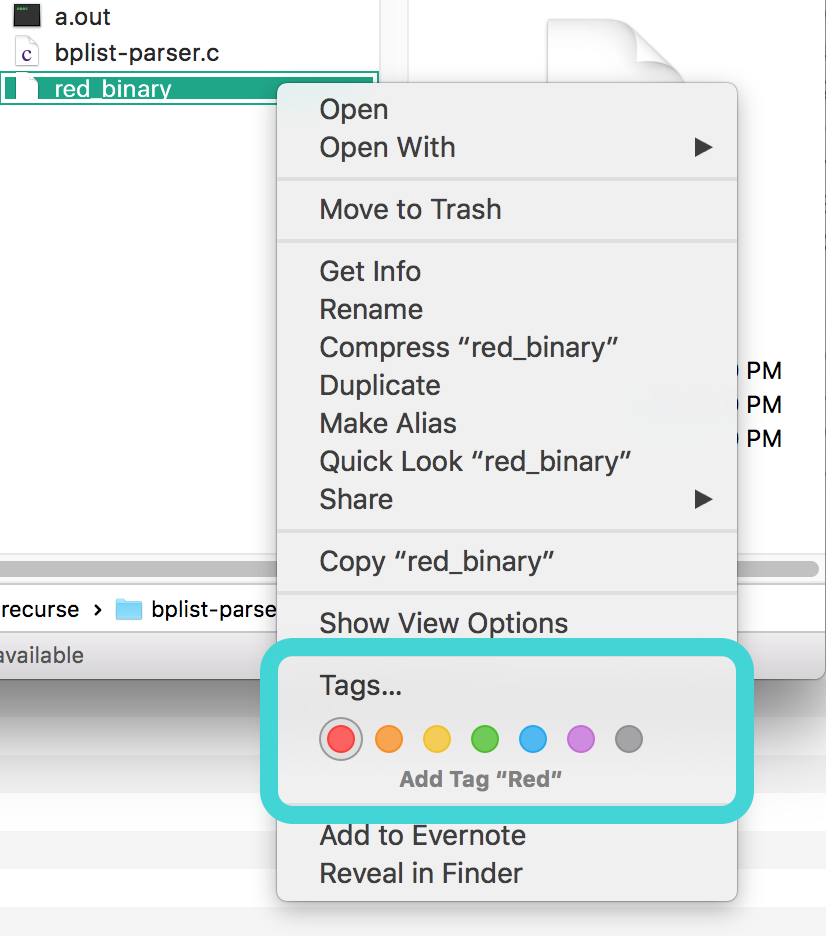 a.out
c bplist-parser.c
red_binary
Open
Open With
Move to Trash
Get Info
Rename
Compress “red_binary”
PM
Duplicate
PM
Make Alias
PM
Quick Look “red_binary”
Share
Copy “red_binary”
recurse › bplist-parse
Show View Options
available
Tags...
Add Tag “Red”
Add to Evernote
Reveal in Finder